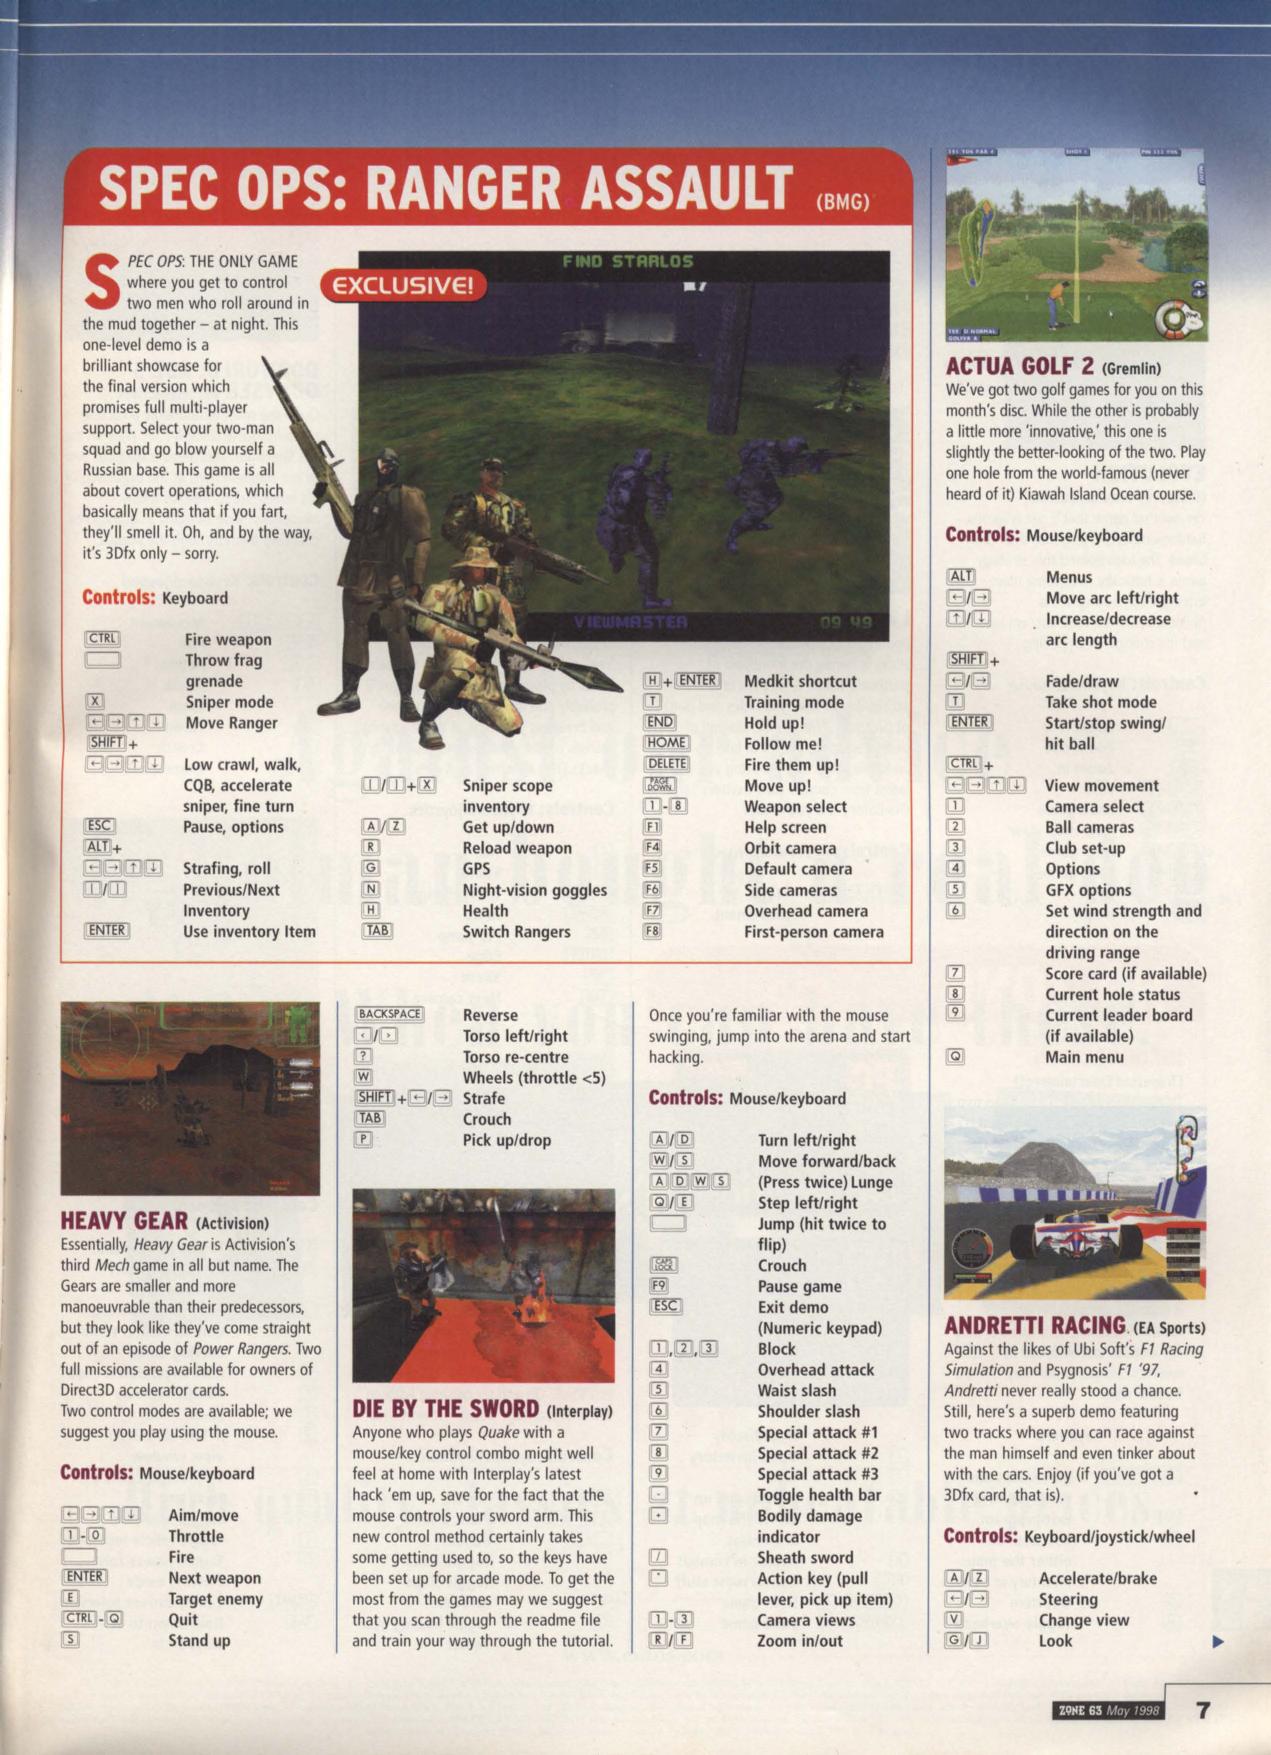 SPEC OPS: RANGER ASSAULT (BMG)
SPEC OPS: THE ONLY GAME
where you get to control
two men who roll around in
the mud together – at night. This
one-level demo is a
brilliant showcase for
the final version which
promises full multi-player
support. Select your two-man
squad and go blow yourself a
Russian base. This game is all
about covert operations, which
basically means that if you fart,
they'll smell it. Oh, and by the way,
it's 3Dfx only – sorry.
EXCLUSIVE!
FIND STARLOS
VIEWMASTER 09 49
Controls: Keyboard
CTRL Fire weapon
Throw frag
grenade
X Sniper mode
←→↑↓ Move Ranger
SHIFT+
←→↑↓ Low crawl, walk,
CQB, accelerate
sniper, fine turn
ESC Pause, options
ALT+
←→↑↓ Strafing, roll
[/] Previous/Next
Inventory
ENTER Use inventory Item
[/]+X Sniper scope
inventory
A/Z Get up/down
R Reload weapon
G GPS
N Night-vision goggles
H Health
TAB Switch Rangers
H+ENTER Medkit shortcut
T Training mode
END Hold up!
HOME Follow me!
DELETE Fire them up!
PAGE DOWN Move up!
1-8 Weapon select
F1 Help screen
F4 Orbit camera
F5 Default camera
F6 Side cameras
F7 Overhead camera
F8 First-person camera
HEAVY GEAR (Activision)
Essentially, Heavy Gear is Activision's
third Mech game in all but name. The
Gears are smaller and more
manoeuvrable than their predecessors,
but they look like they've come straight
out of an episode of Power Rangers. Two
full missions are available for owners of
Direct3D accelerator cards.
Two control modes are available; we
suggest you play using the mouse.
Controls: Mouse/keyboard
←→↑↓ Aim/move
1-0 Throttle
Fire
ENTER Next weapon
E Target enemy
CTRL-Q Quit
S Stand up
BACKSPACE Reverse
</> Torso left/right
? Torso re-centre
W Wheels (throttle <5)
SHIFT+←/→ Strafe
TAB Crouch
P Pick up/drop
DIE BY THE SWORD (Interplay)
Anyone who plays Quake with a
mouse/key control combo might well
feel at home with Interplay's latest
hack 'em up, save for the fact that the
mouse controls your sword arm. This
new control method certainly takes
some getting used to, so the keys have
been set up for arcade mode. To get the
most from the games may we suggest
that you scan through the readme file
and train your way through the tutorial.
Once you're familiar with the mouse
swinging, jump into the arena and start
hacking.
Controls: Mouse/keyboard
A/D Turn left/right
W/S Move forward/back
A D W S (Press twice) Lunge
Q/E Step left/right
Jump (hit twice to
flip)
CAPS LOCK Crouch
F9 Pause game
ESC Exit demo
(Numeric keypad)
1,2,3 Block
4 Overhead attack
5 Waist slash
6 Shoulder slash
7 Special attack #1
8 Special attack #2
9 Special attack #3
- Toggle health bar
+ Bodily damage
indicator
/ Sheath sword
* Action key (pull
lever, pick up item)
1-3 Camera views
R/F Zoom in/out
ACTUA GOLF 2 (Gremlin)
We've got two golf games for you on this
month's disc. While the other is probably
a little more 'innovative,' this one is
slightly the better-looking of the two. Play
one hole from the world-famous (never
heard of it) Kiawah Island Ocean course.
Controls: Mouse/keyboard
ALT Menus
←/→ Move arc left/right
↑/↓ Increase/decrease
arc length
SHIFT+
←/→ Fade/draw
T Take shot mode
ENTER Start/stop swing/
hit ball
CTRL+
←→↑↓ View movement
1 Camera select
2 Ball cameras
3 Club set-up
4 Options
5 GFX options
6 Set wind strength and
direction on the
driving range
7 Score card (if available)
8 Current hole status
9 Current leader board
(if available)
Q Main menu
ANDRETTI RACING (EA Sports)
Against the likes of Ubi Soft's F1 Racing
Simulation and Psygnosis' F1 '97,
Andretti never really stood a chance.
Still, here's a superb demo featuring
two tracks where you can race against
the man himself and even tinker about
with the cars. Enjoy (if you've got a
3Dfx card, that is).
Controls: Keyboard/joystick/wheel
A/Z Accelerate/brake
←/→ Steering
V Change view
G/J Look
ZONE 63 May 1998 7